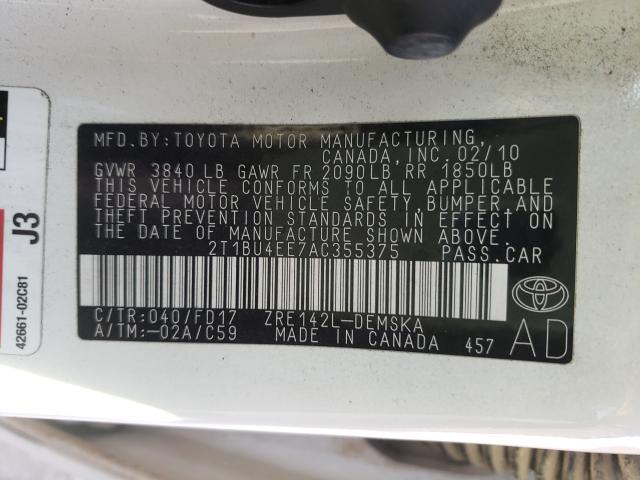 MFD. BY: TOYOTA MOTOR MANUFACTURING,
CANADA, INC. 02/10
GVWR 3840 LB GAWR FR 2090LB RR 1850LB
THIS VEHICLE CONFORMS TO ALL APPLICABLE
FEDERAL MOTOR VEHICLE SAFETY, BUMPER AND
THEFT PREVENTION STANDARDS IN EFFECT ON
THE DATE OF MANUFACTURE SHOWN ABOVE.
2T1BU4EE7AC355375 PASS. CAR
C/TR: 040/FD17 ZRE142L-DEMSKA
A/TM: -02A/C59 MADE IN CANADA 457
AD
J3
42661-02C81